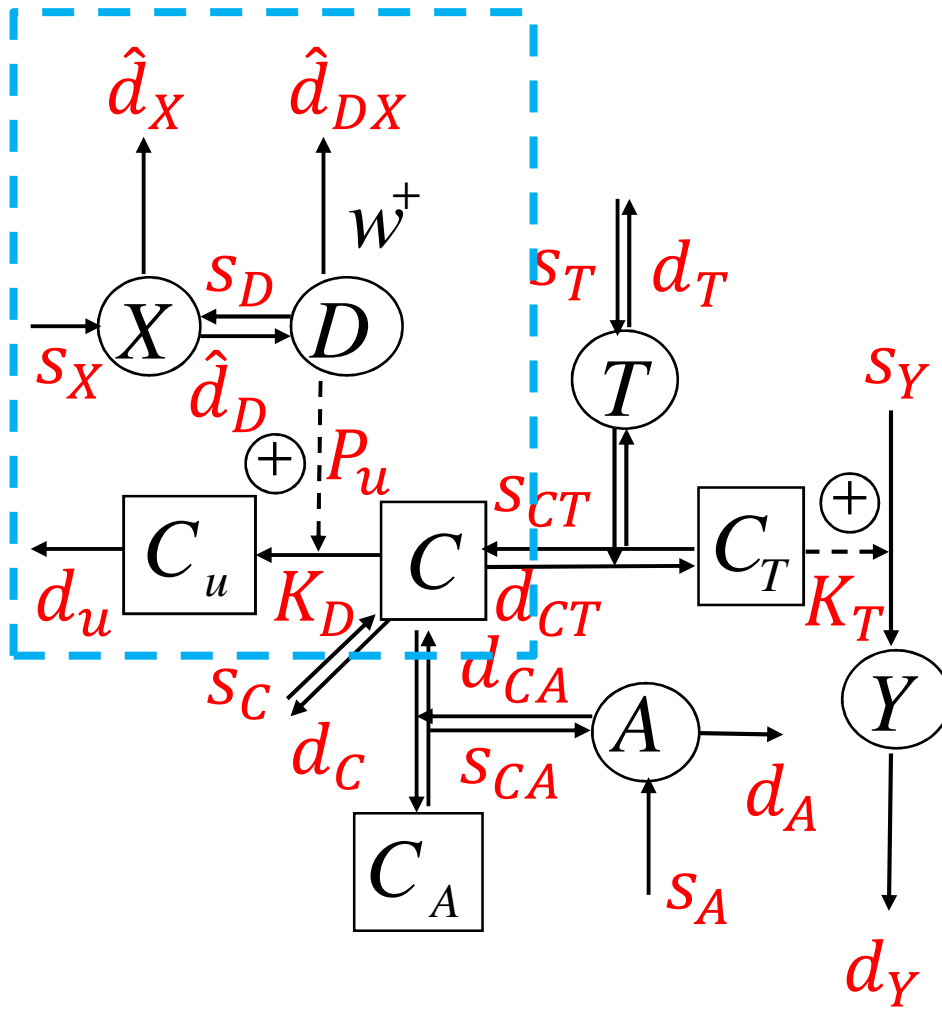 d̂_X d̂_DX
w^+
s_D s_T d_T
X D
s_X d̂_D T s_Y
+ P_u s_CT +
C_u C C_T
d_u K_D d_CT K_T
s_C d_CA Y
d_C s_CA A
d_A
C_A s_A
d_Y